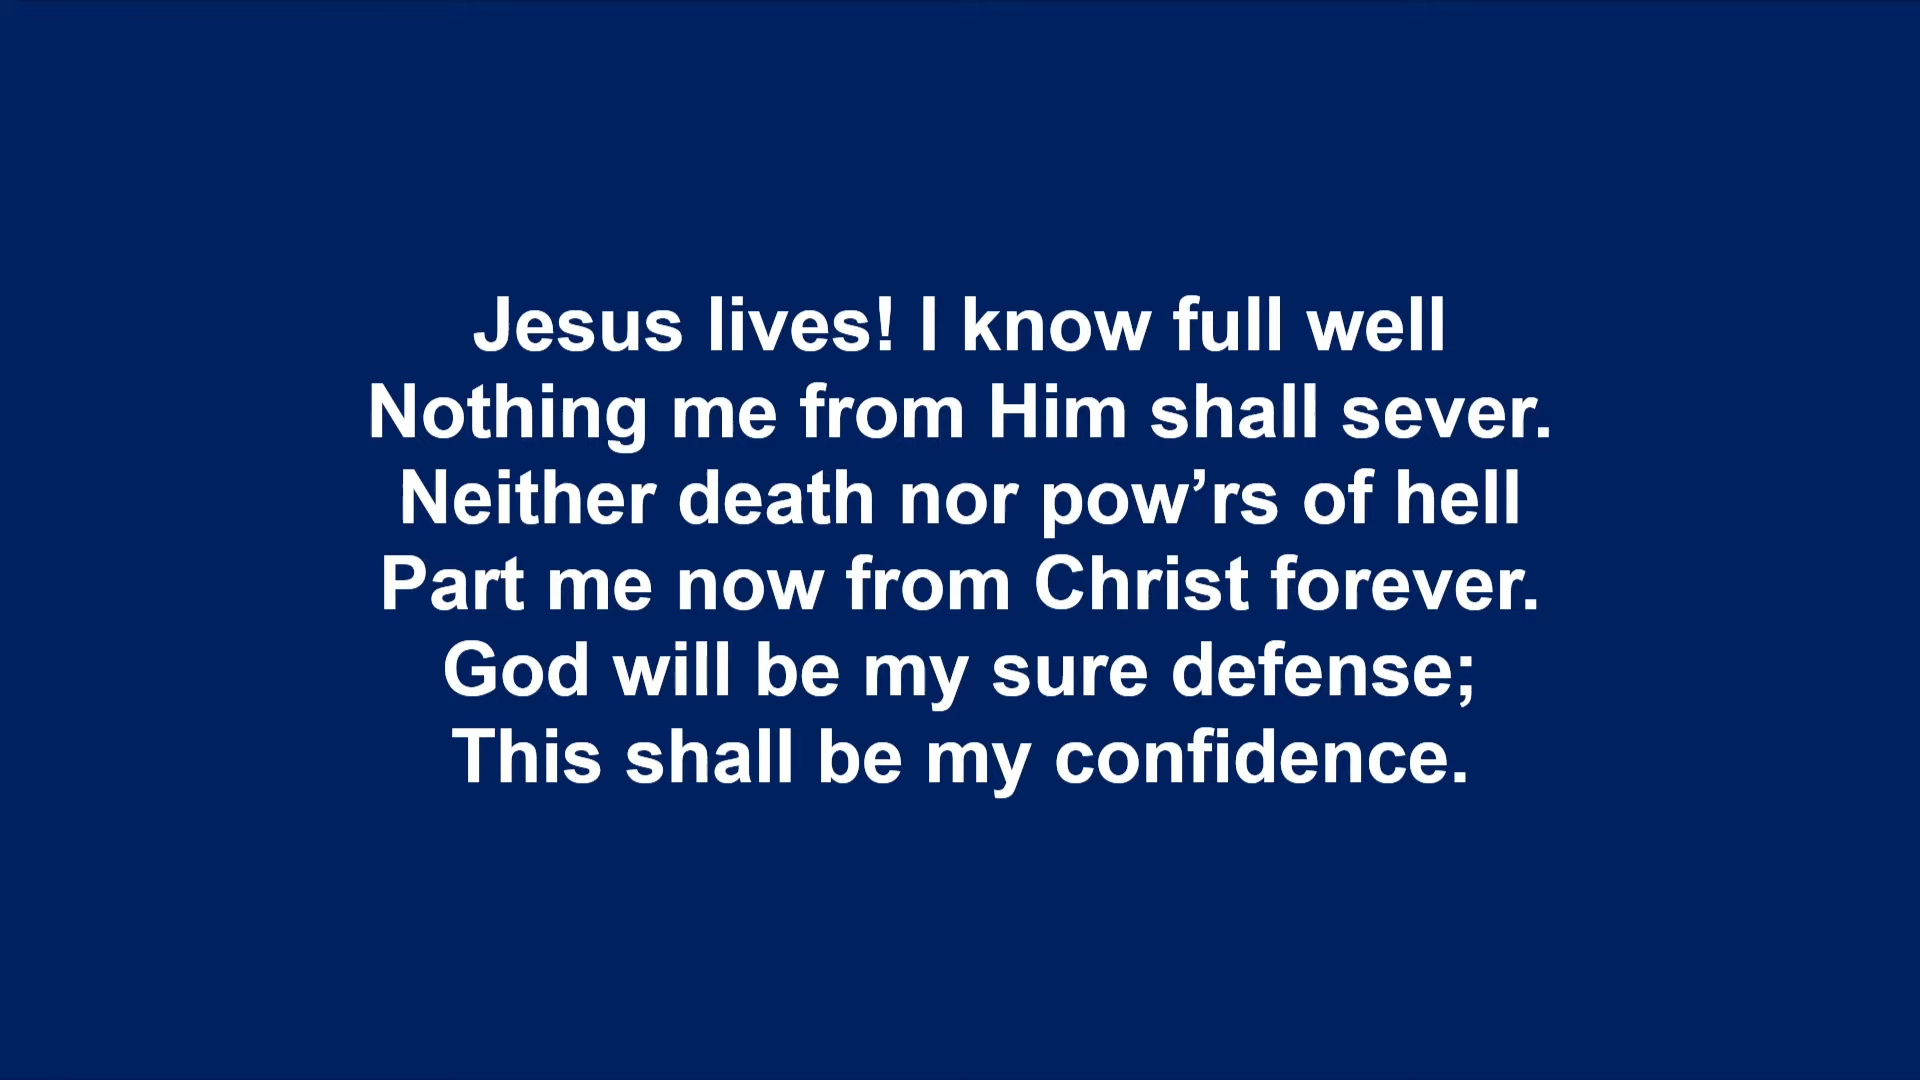 Jesus lives! I know full well
Nothing me from Him shall sever.
Neither death nor pow’rs of hell
Part me now from Christ forever.
God will be my sure defense;
This shall be my confidence.